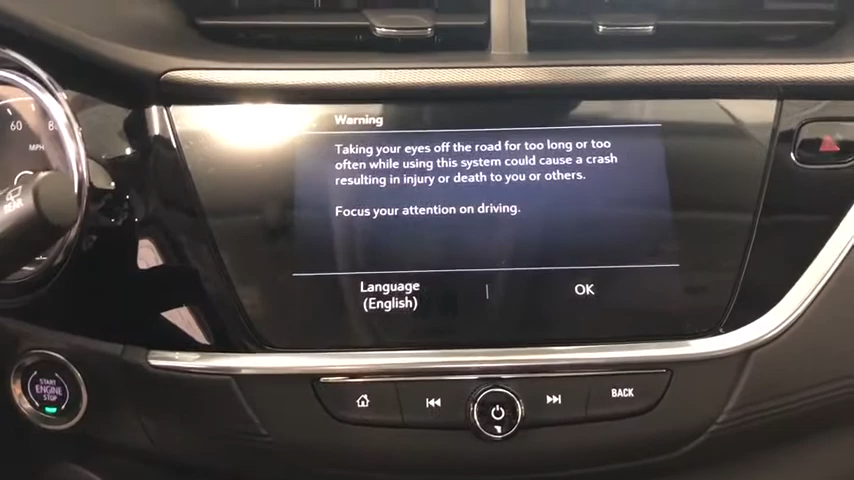 Warning
Taking your eyes off the road for too long or too
often while using this system could cause a crash
resulting in injury or death to you or others.
Focus your attention on driving.
Language
(English)
OK
60
80
MPH
REAR
START
ENGINE
STOP
BACK